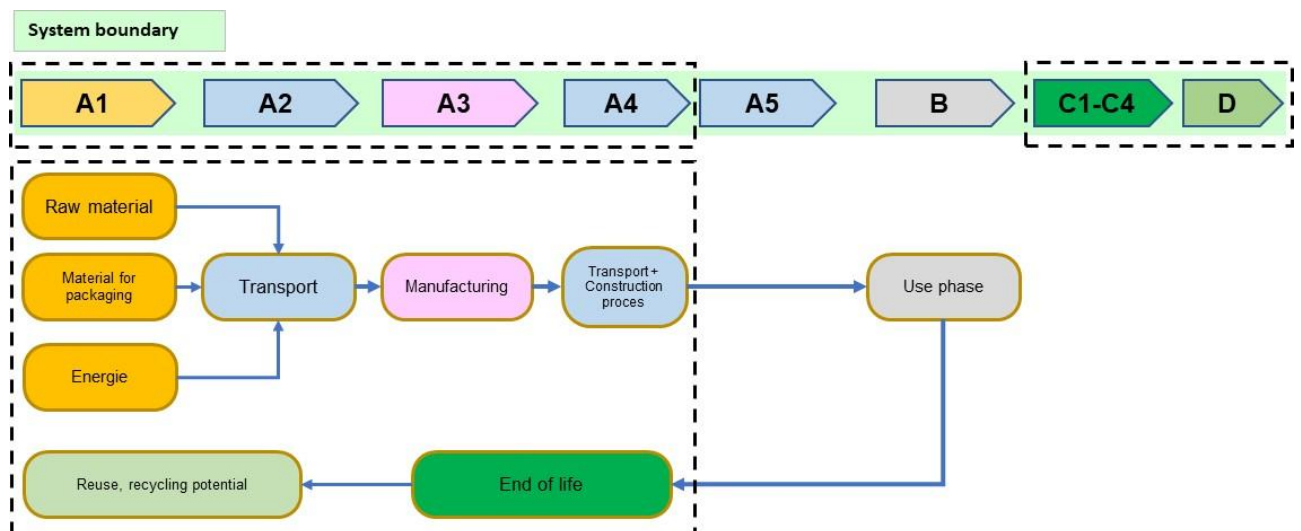 System boundary
A1
A2
A3
A4
A5
B
C1-C4
D
Raw material
Material for
packaging
Energie
Transport
Manufacturing
Transport+
Construction
proces
Use phase
Reuse, recycling potential
End of life